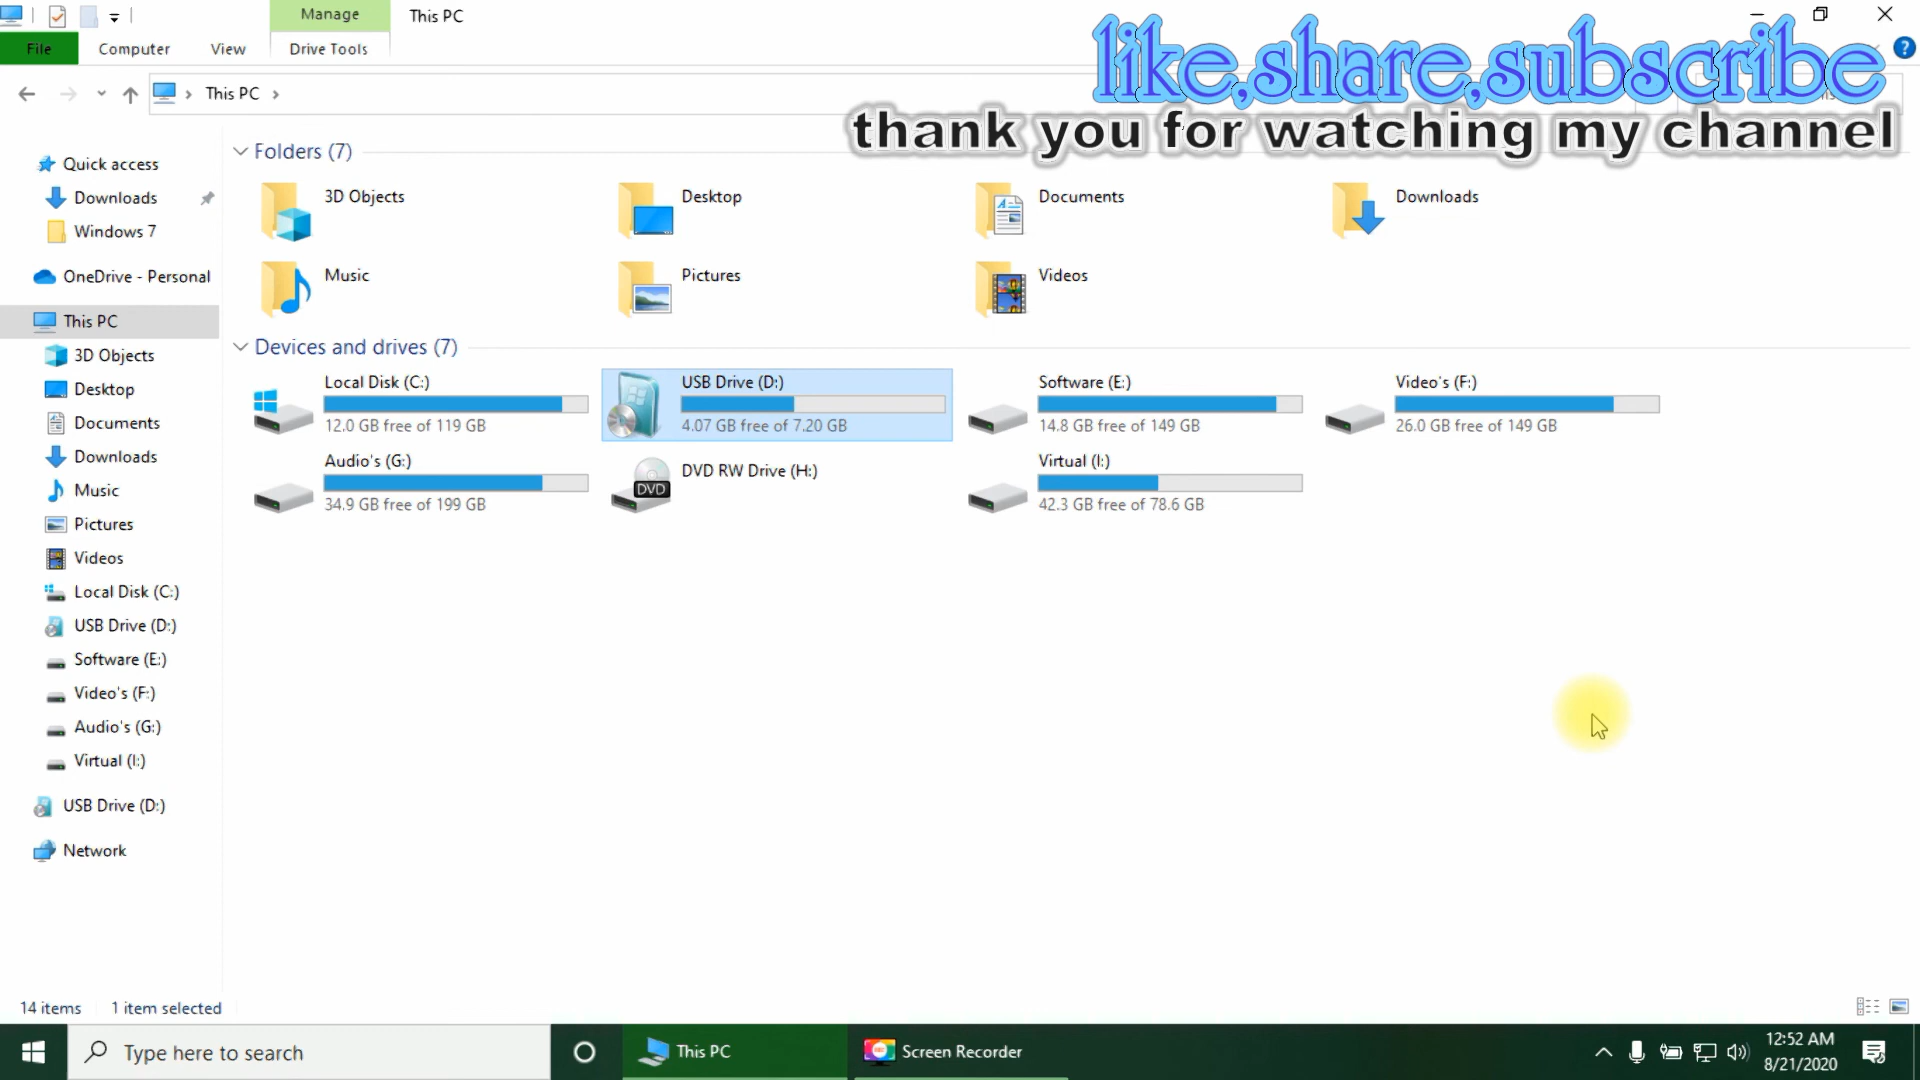 Manage
This PC
File
Computer
View
Drive Tools
like,share,subscribe
This PC
thank you for watching my channel
Quick access
Downloads
Windows 7
OneDrive - Personal
This PC
3D Objects
Desktop
Documents
Downloads
Music
Pictures
Videos
Local Disk (C:)
USB Drive (D:)
Software (E:)
Video's (F:)
Audio's (G:)
Virtual (I:)
USB Drive (D:)
Network
Folders (7)
3D Objects
Desktop
Documents
Downloads
Music
Pictures
Videos
Devices and drives (7)
Local Disk (C:)
12.0 GB free of 119 GB
USB Drive (D:)
4.07 GB free of 7.20 GB
Software (E:)
14.8 GB free of 149 GB
Video's (F:)
26.0 GB free of 149 GB
Audio's (G:)
34.9 GB free of 199 GB
DVD
DVD RW Drive (H:)
Virtual (I:)
42.3 GB free of 78.6 GB
14 items
1 item selected
Type here to search
This PC
Screen Recorder
12:52 AM
8/21/2020